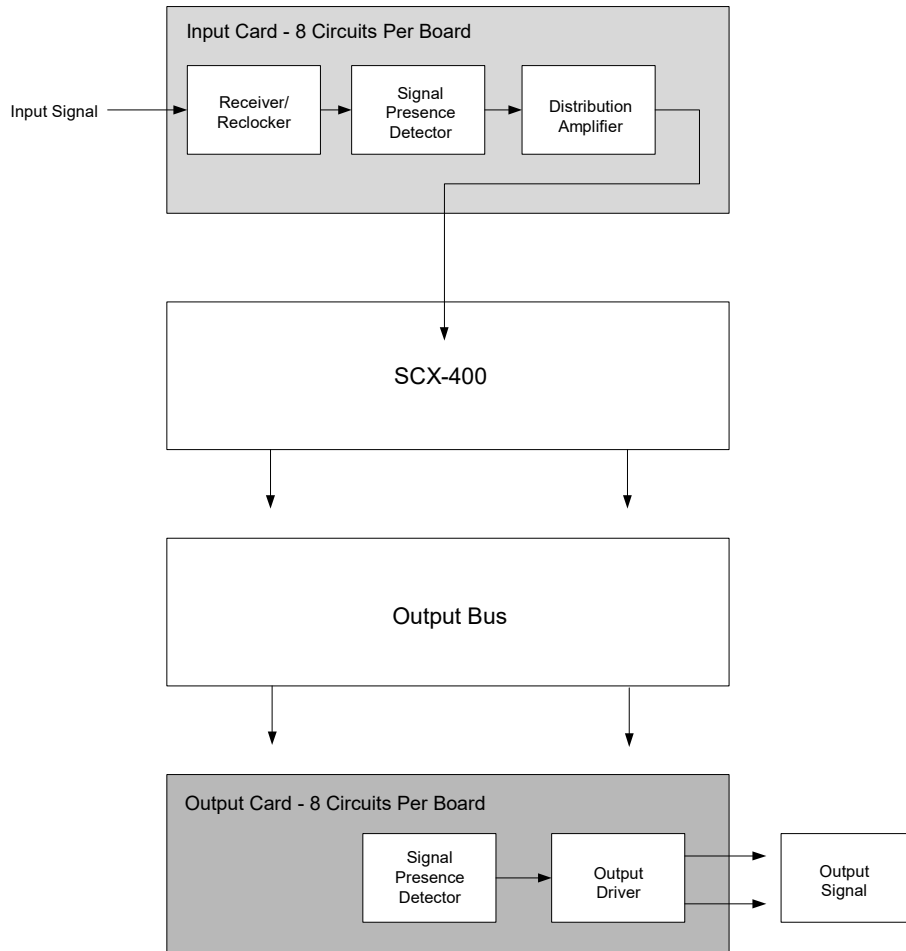 Input Card - 8 Circuits Per Board
Input Signal
Receiver/
Reclocker
Signal
Presence
Detector
Distribution
Amplifier
SCX-400
Output Bus
Output Card - 8 Circuits Per Board
Signal
Presence
Detector
Output
Driver
Output
Signal